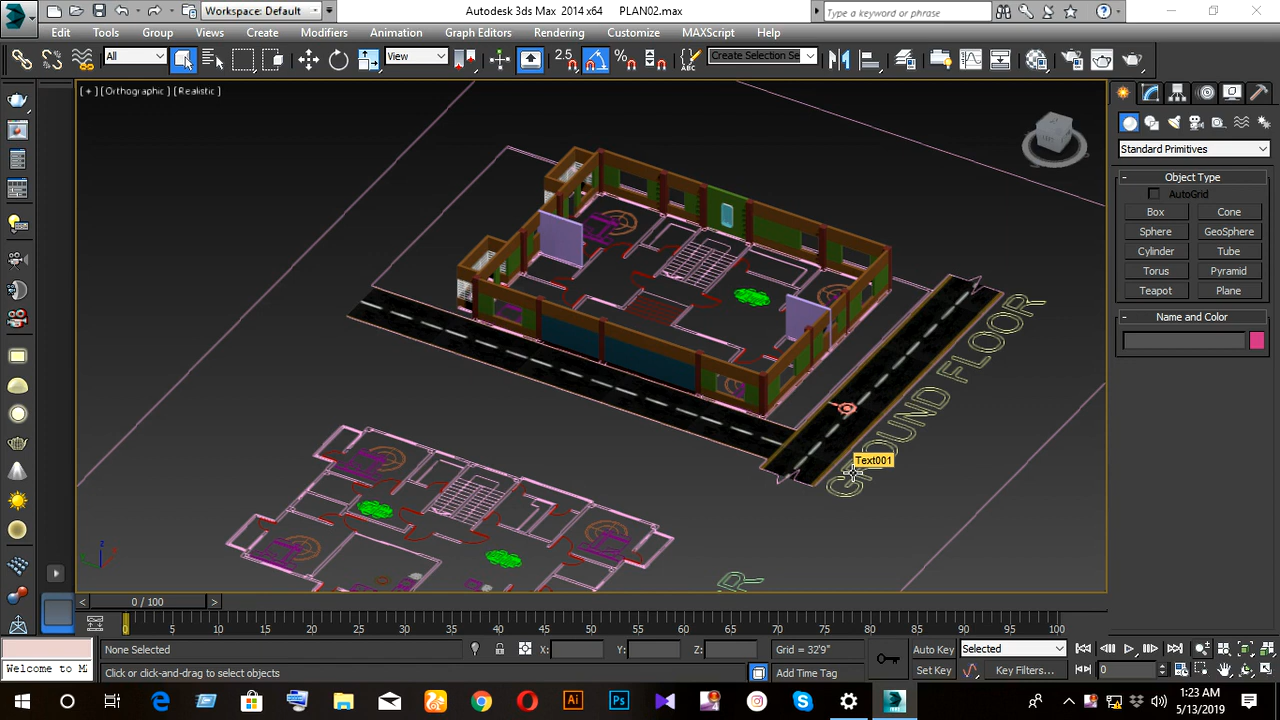 Workspace: Default
Autodesk 3ds Max 2014 x64
PLAN02.max
Type a keyword or phrase
Edit
Tools
Group
Views
Create
Modifiers
Animation
Graph Editors
Rendering
Customize
MAXScript
Help
All
View
2.5
%
Create Selection Se
[ + ] [Orthographic ] [Realistic ]
Standard Primitives
Object Type
AutoGrid
Box
Cone
Sphere
GeoSphere
Cylinder
Tube
Torus
Pyramid
Teapot
Plane
Name and Color
GROUND FLOOR
Text001
z
0 / 100
0 5 10 15 20 25 30 35 40 45 50 55 60 65 70 75 80 85 90 95 100
None Selected
X:
Y:
Z:
Grid = 32'9"
Auto Key
Selected
Welcome to M
Click or click-and-drag to select objects
Add Time Tag
Set Key
Key Filters...
0
1:23 AM
5/13/2019